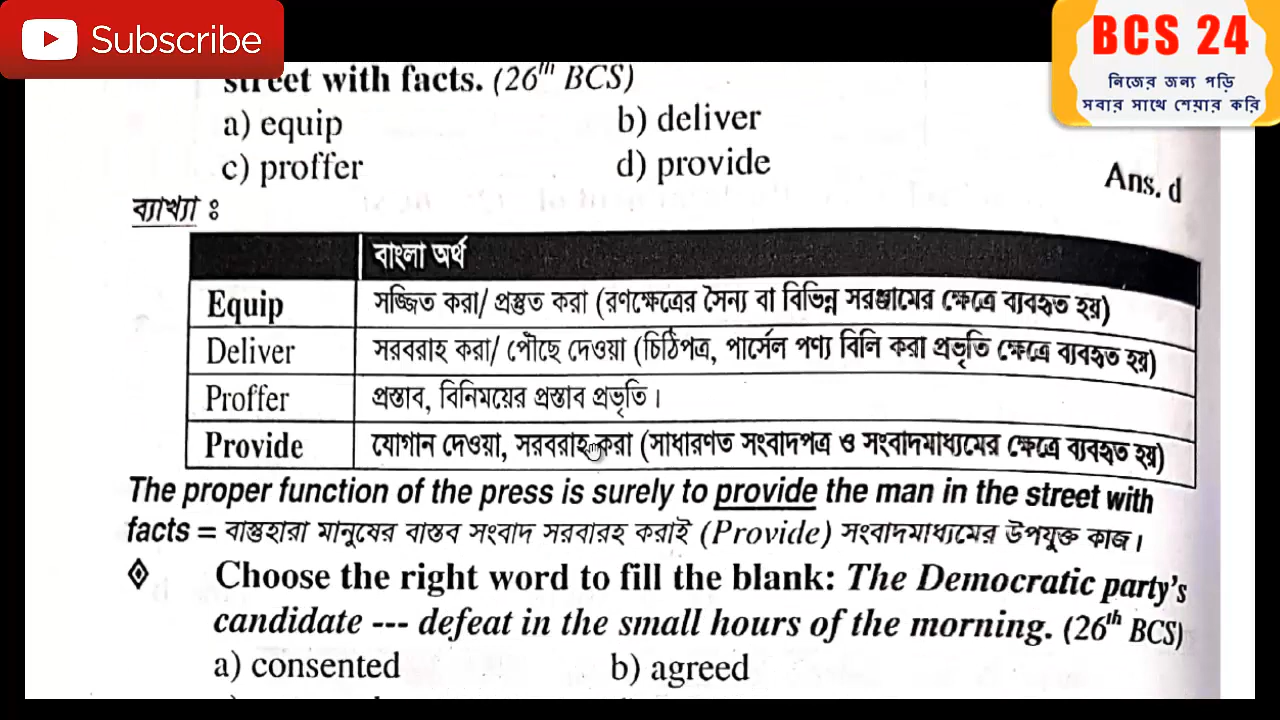 Subscribe
BCS 24
নিজের জন্য পড়ি
সবার সাথে শেয়ার করি
street with facts. (26th BCS)
a) equip b) deliver
c) proffer d) provide
Ans. d
ব্যাখ্যা ঃ
বাংলা অর্থ
Equip সজ্জিত করা/ প্রস্তুত করা (রণক্ষেত্রের সৈন্য বা বিভিন্ন সরঞ্জামের ক্ষেত্রে ব্যবহৃত হয়)
Deliver সরবরাহ করা/ পৌছে দেওয়া (চিঠিপত্র, পার্সেল পণ্য বিলি করা প্রভৃতি ক্ষেত্রে ব্যবহৃত হয়)
Proffer প্রস্তাব, বিনিময়ের প্রস্তাব প্রভৃতি।
Provide যোগান দেওয়া, সরবরাহ করা (সাধারণত সংবাদপত্র ও সংবাদমাধ্যমের ক্ষেত্রে ব্যবহৃত হয়)
The proper function of the press is surely to provide the man in the street with
facts = বাস্তুহারা মানুষের বাস্তব সংবাদ সরবারহ করাই (Provide) সংবাদমাধ্যমের উপযুক্ত কাজ।
Choose the right word to fill the blank: The Democratic party's
candidate --- defeat in the small hours of the morning. (26th BCS)
a) consented b) agreed